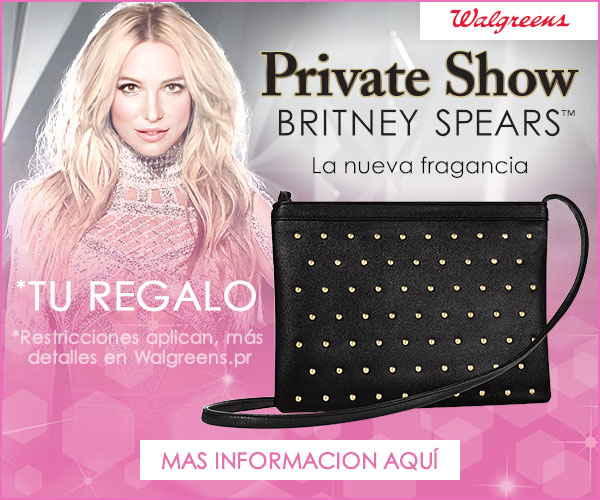 Walgreens
Private Show
BRITNEY SPEARS™
La nueva fragancia
*TU REGALO
*Restricciones aplican, más
detalles en Walgreens.pr
MAS INFORMACION AQUÍ